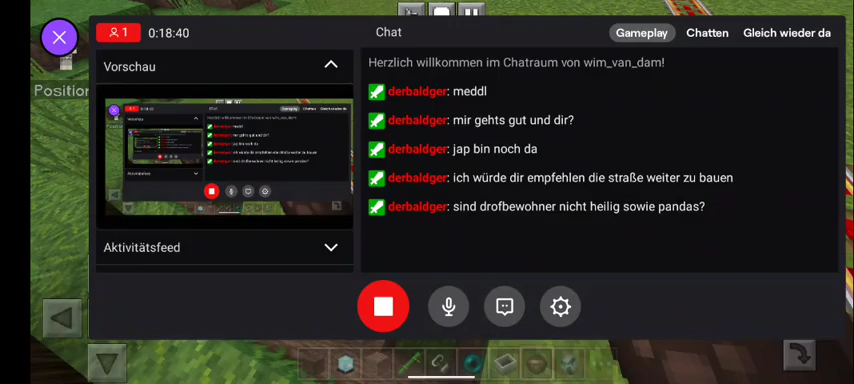 1 0:18:40 Chat Gameplay Chatten Gleich wieder da
Vorschau
Herzlich willkommen im Chatraum von wim_van_dam!
Position
derbaldger: meddl
derbaldger: mir gehts gut und dir?
derbaldger: jap bin noch da
derbaldger: ich würde dir empfehlen die straße weiter zu bauen
derbaldger: sind drofbewohner nicht heilig sowie pandas?
Aktivitätsfeed